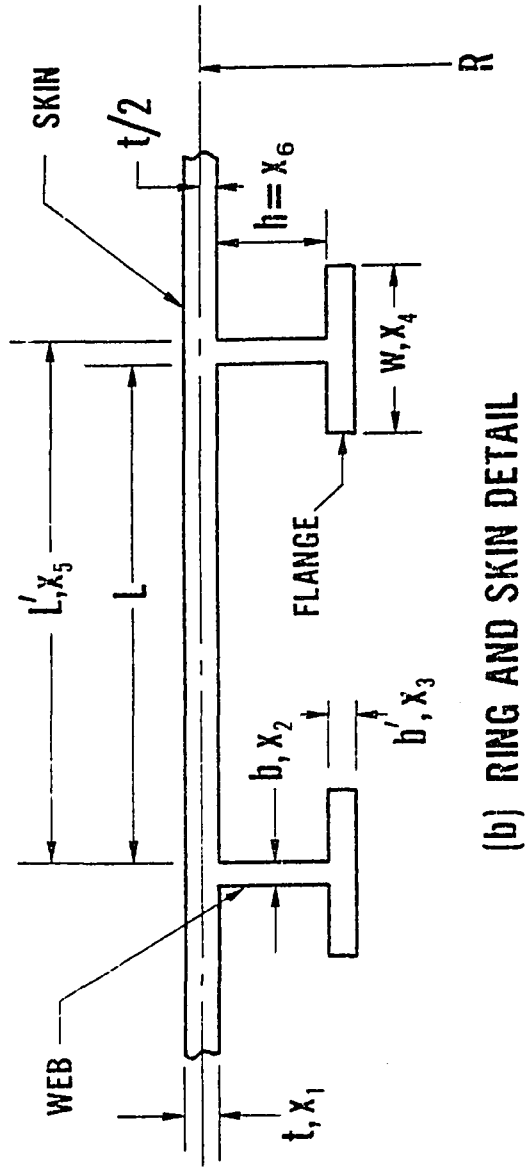 SKIN
t/2
L′,X₅
L
h=X₆
R
WEB
b,X₂
W,X₄
FLANGE
b′,X₃
t,X₁
(b) RING AND SKIN DETAIL